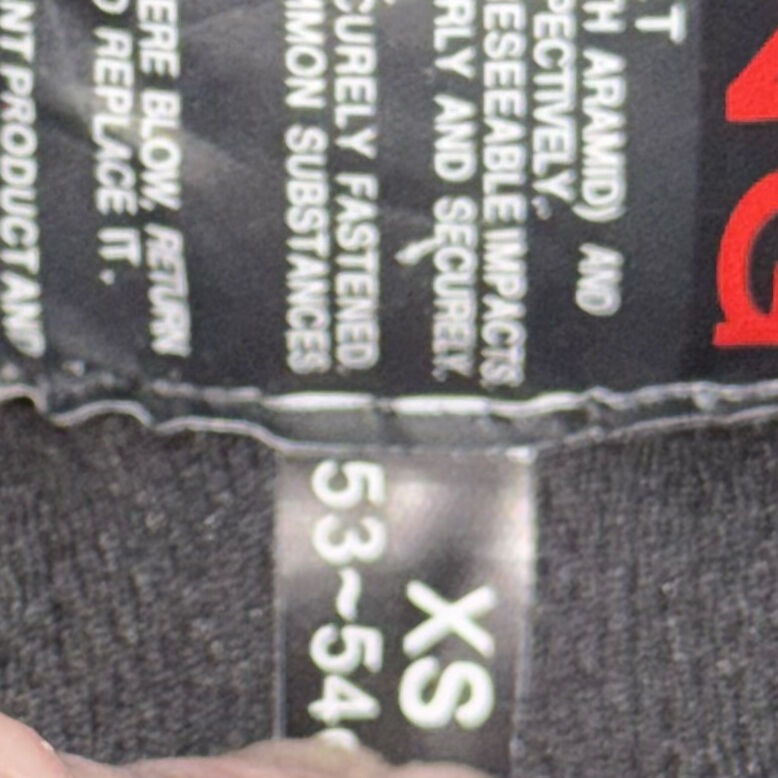 T
H ARAMID) AND
PECTIVELY.
ESEEABLE IMPACTS.
RLY AND SECURELY.
CURELY FASTENED.
MMON SUBSTANCES
ERE BLOW, RETURN
REPLACE IT.
NT PRODUCT AND
XS
53~54